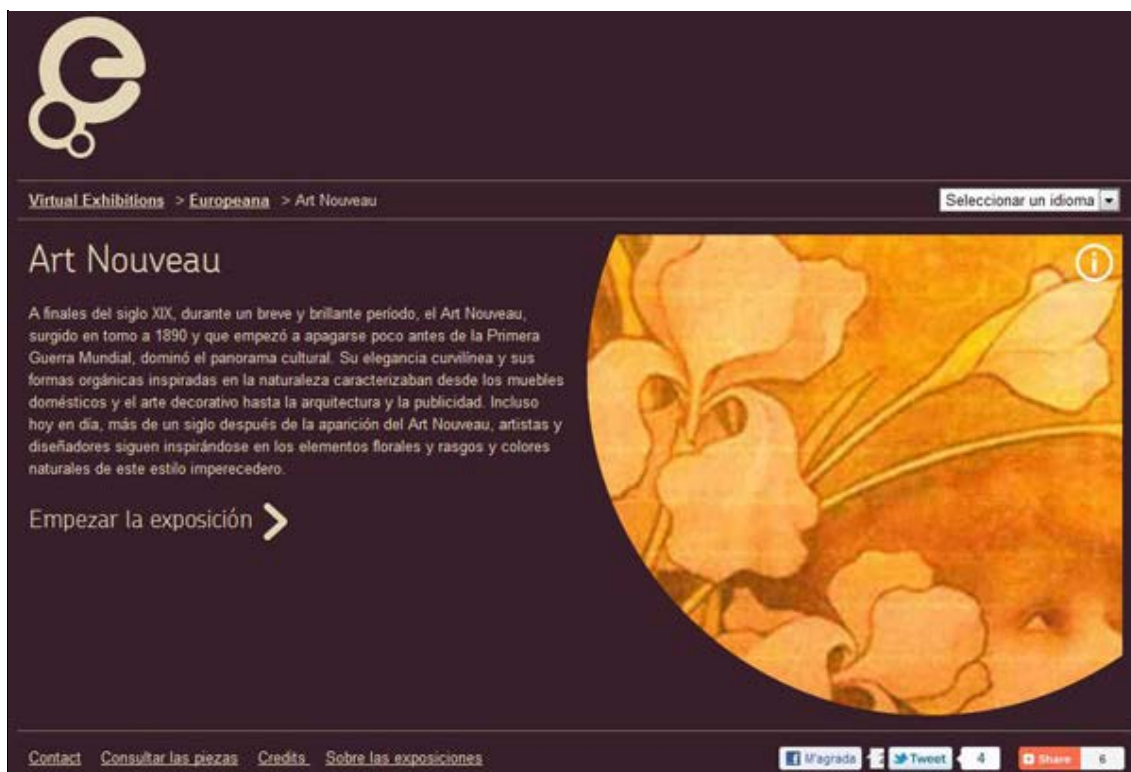 Virtual Exhibitions > Europeana > Art Nouveau
Seleccionar un idioma
Art Nouveau
A finales del siglo XIX, durante un breve y brillante período, el Art Nouveau,
surgido en torno a 1890 y que empezó a apagarse poco antes de la Primera
Guerra Mundial, dominó el panorama cultural. Su elegancia curvilínea y sus
formas orgánicas inspiradas en la naturaleza caracterizaban desde los muebles
domésticos y el arte decorativo hasta la arquitectura y la publicidad. Incluso
hoy en día, más de un siglo después de la aparición del Art Nouveau, artistas y
diseñadores siguen inspirándose en los elementos florales y rasgos y colores
naturales de este estilo imperecedero.
Empezar la exposición
Contact Consultar las piezas Credits Sobre las exposiciones
M'agrada Tweet 4 Share 6